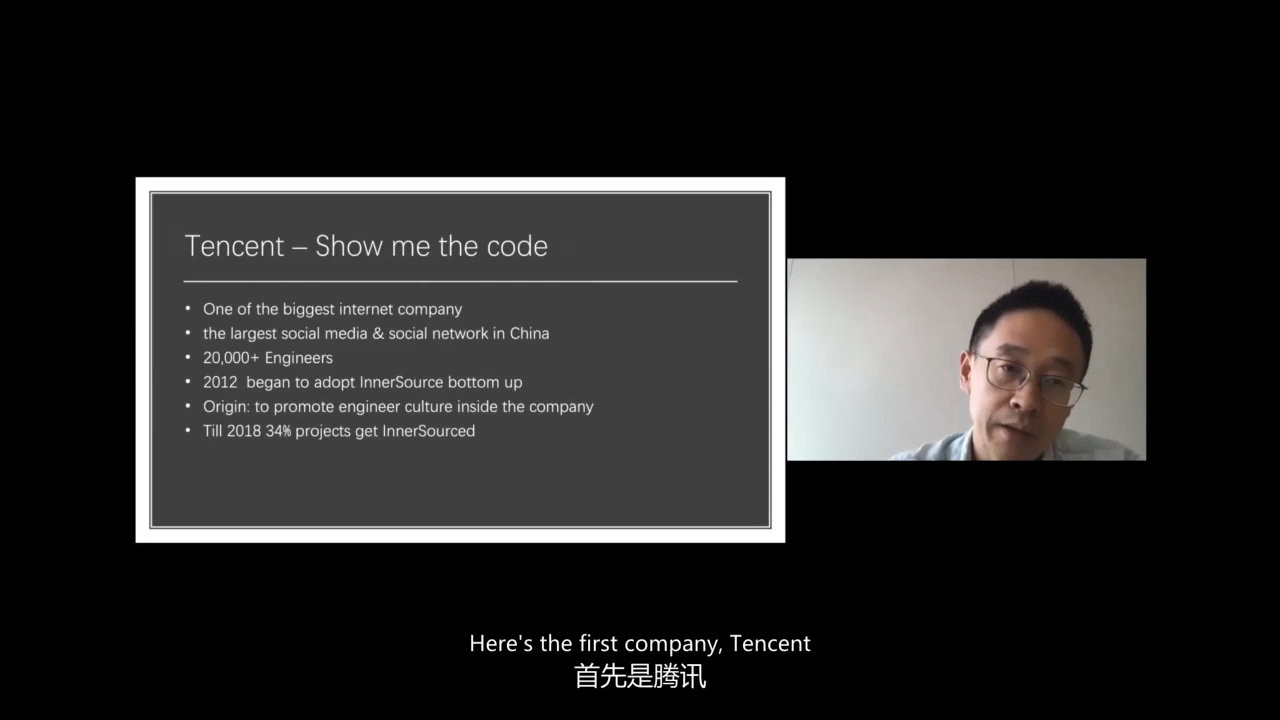 Tencent – Show me the code
• One of the biggest internet company
• the largest social media & social network in China
• 20,000+ Engineers
• 2012 began to adopt InnerSource bottom up
• Origin: to promote engineer culture inside the company
• Till 2018 34% projects get InnerSourced
Here's the first company, Tencent
首先是腾讯